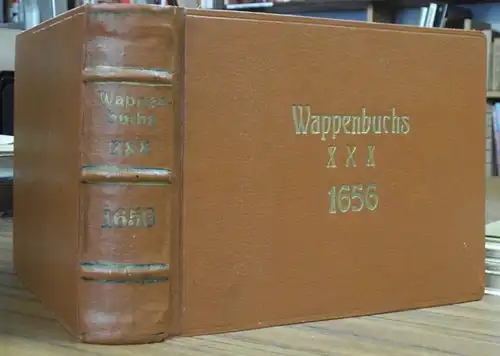 Wappen-
buchs
XXX
1656
Wappenbuchs
X X X
1656